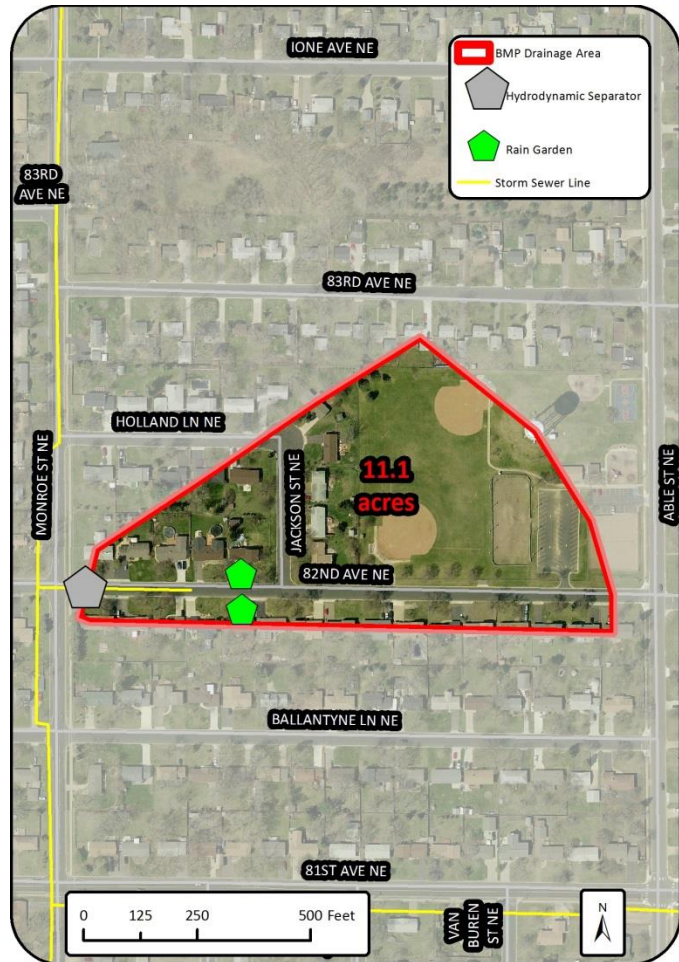 IONE AVE NE
BMP Drainage Area
Hydrodynamic Separator
Rain Garden
Storm Sewer Line
83RD
AVE NE
83RD AVE NE
HOLLAND LN NE
MONROE ST NE
JACKSON ST NE
11.1
acres
ABLE ST NE
82ND AVE NE
BALLANTYNE LN NE
81ST AVE NE
VAN
BUREN
ST NE
0 125 250 500 Feet
N